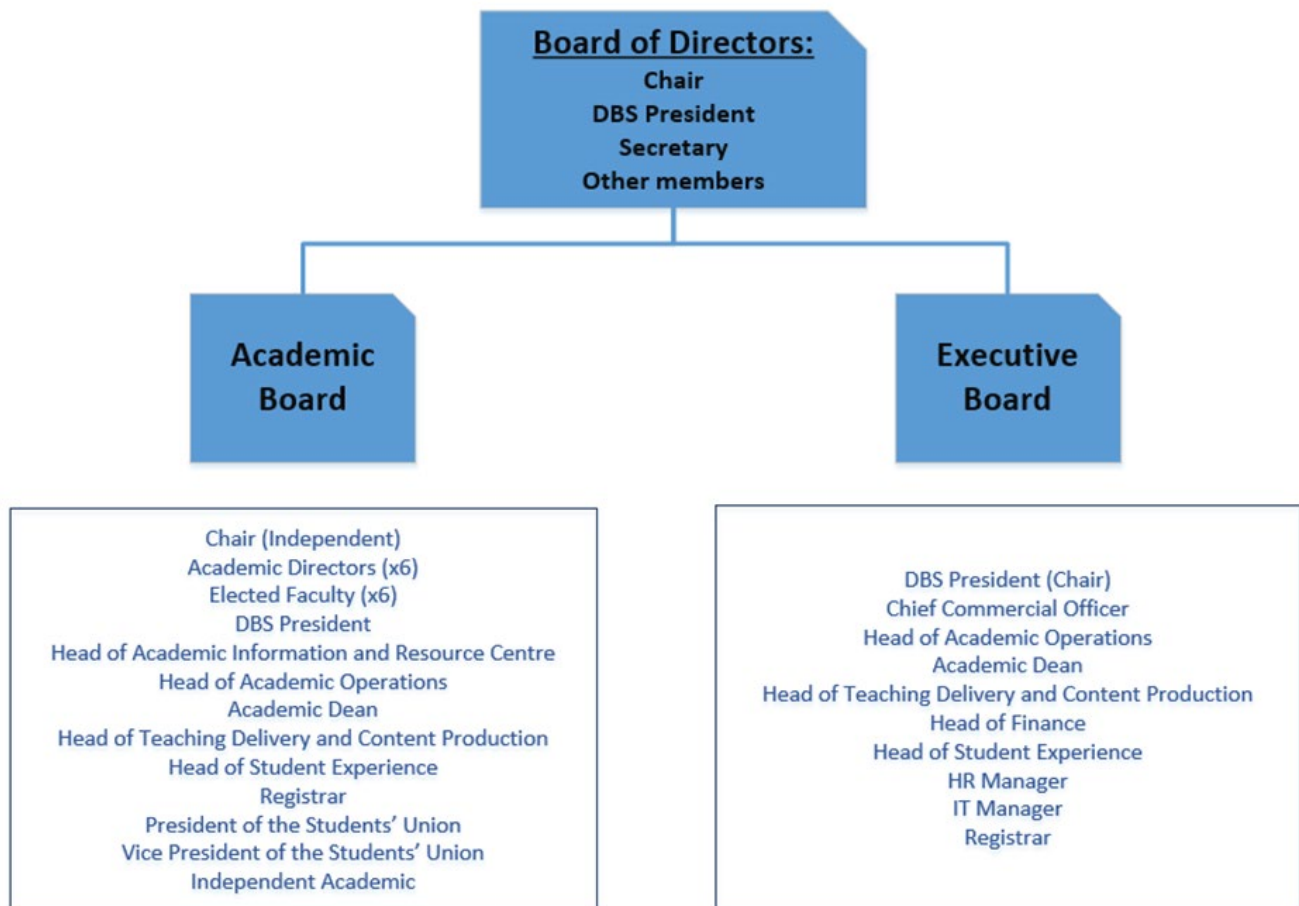 Board of Directors:
Chair
DBS President
Secretary
Other members
Academic
Board
Executive
Board
Chair (Independent)
Academic Directors (x6)
Elected Faculty (x6)
DBS President
Head of Academic Information and Resource Centre
Head of Academic Operations
Academic Dean
Head of Teaching Delivery and Content Production
Head of Student Experience
Registrar
President of the Students’ Union
Vice President of the Students’ Union
Independent Academic
DBS President (Chair)
Chief Commercial Officer
Head of Academic Operations
Academic Dean
Head of Teaching Delivery and Content Production
Head of Finance
Head of Student Experience
HR Manager
IT Manager
Registrar